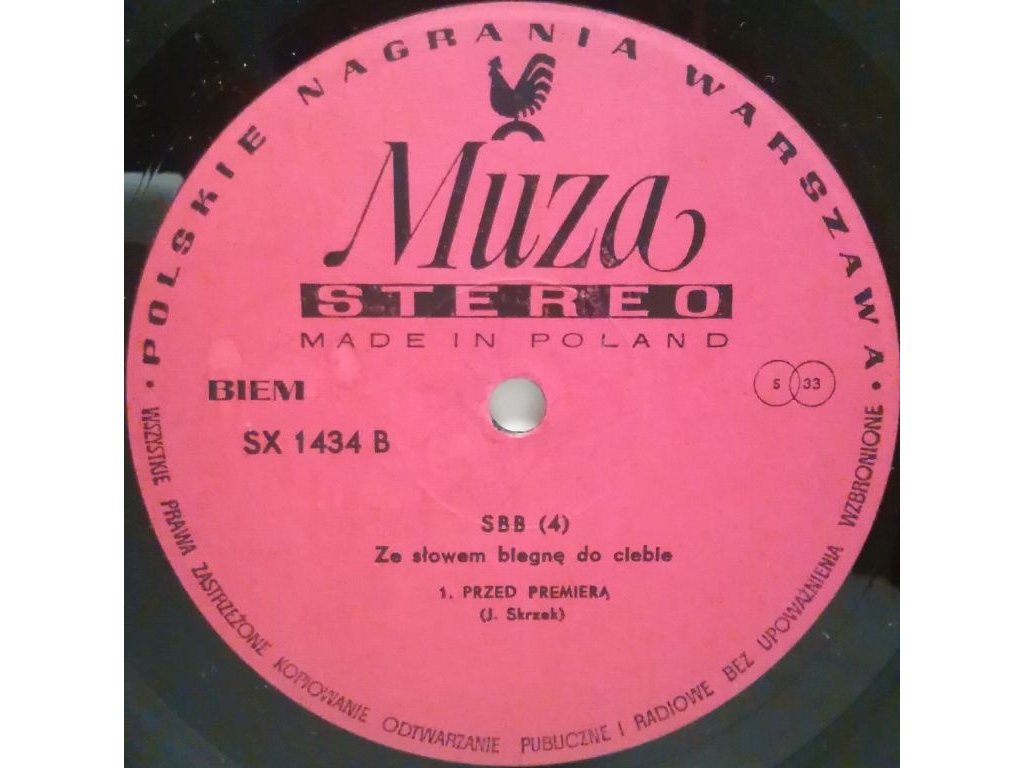 • POLSKIE NAGRANIA WARSZAWA •
Muza
STEREO
MADE IN POLAND
BIEM
S 33
SX 1434 B
SBB (4)
Ze słowem biegnę do ciebie
1. PRZED PREMIERĄ
(J. Skrzek)
WSZYSTKIE PRAWA ZASTRZEŻONE KOPIOWANIE ODTWARZANIE PUBLICZNE I RADIOWE BEZ UPOWAŻNIENIA WZBRONIONE